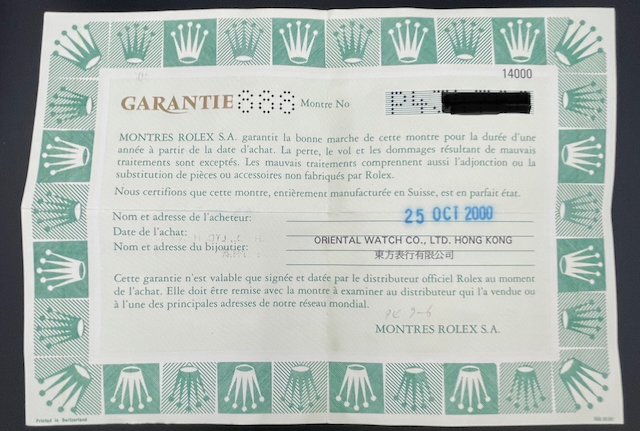 14000
GARANTIE 888 Montre No
MONTRES ROLEX S.A. garantit la bonne marche de cette montre pour la durée d'une
année à partir de la date d'achat. La perte, le vol et les dommages résultant de mauvais
traitements sont exceptés. Les mauvais traitements comprennent aussi l'adjonction ou la
substitution de pièces ou accessoires non fabriqués par Rolex.
Nous certifions que cette montre, entièrement manufacturée en Suisse, est en parfait état.
Nom et adresse de l'acheteur:
25 OCT 2000
Date de l'achat:
ORIENTAL WATCH CO., LTD. HONG KONG
Nom et adresse du bijoutier:
東方表行有限公司
Cette garantie n'est valable que signée et datée par le distributeur officiel Rolex au moment
de l'achat. Elle doit être remise avec la montre à examiner au distributeur qui l'a vendue ou
à l'une des principales adresses de notre réseau mondial.
MONTRES ROLEX S.A.
Printed in Switzerland